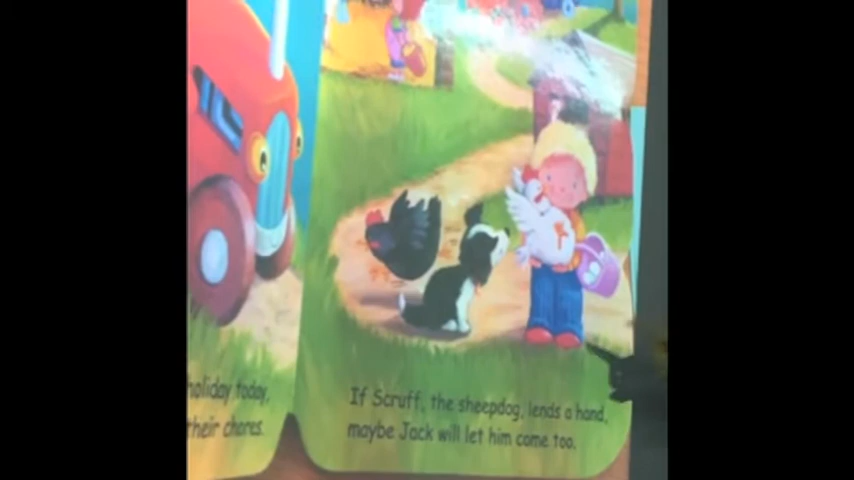 holiday today,
their chores.
If Scruff, the sheepdog, lends a hand,
maybe Jack will let him come too.